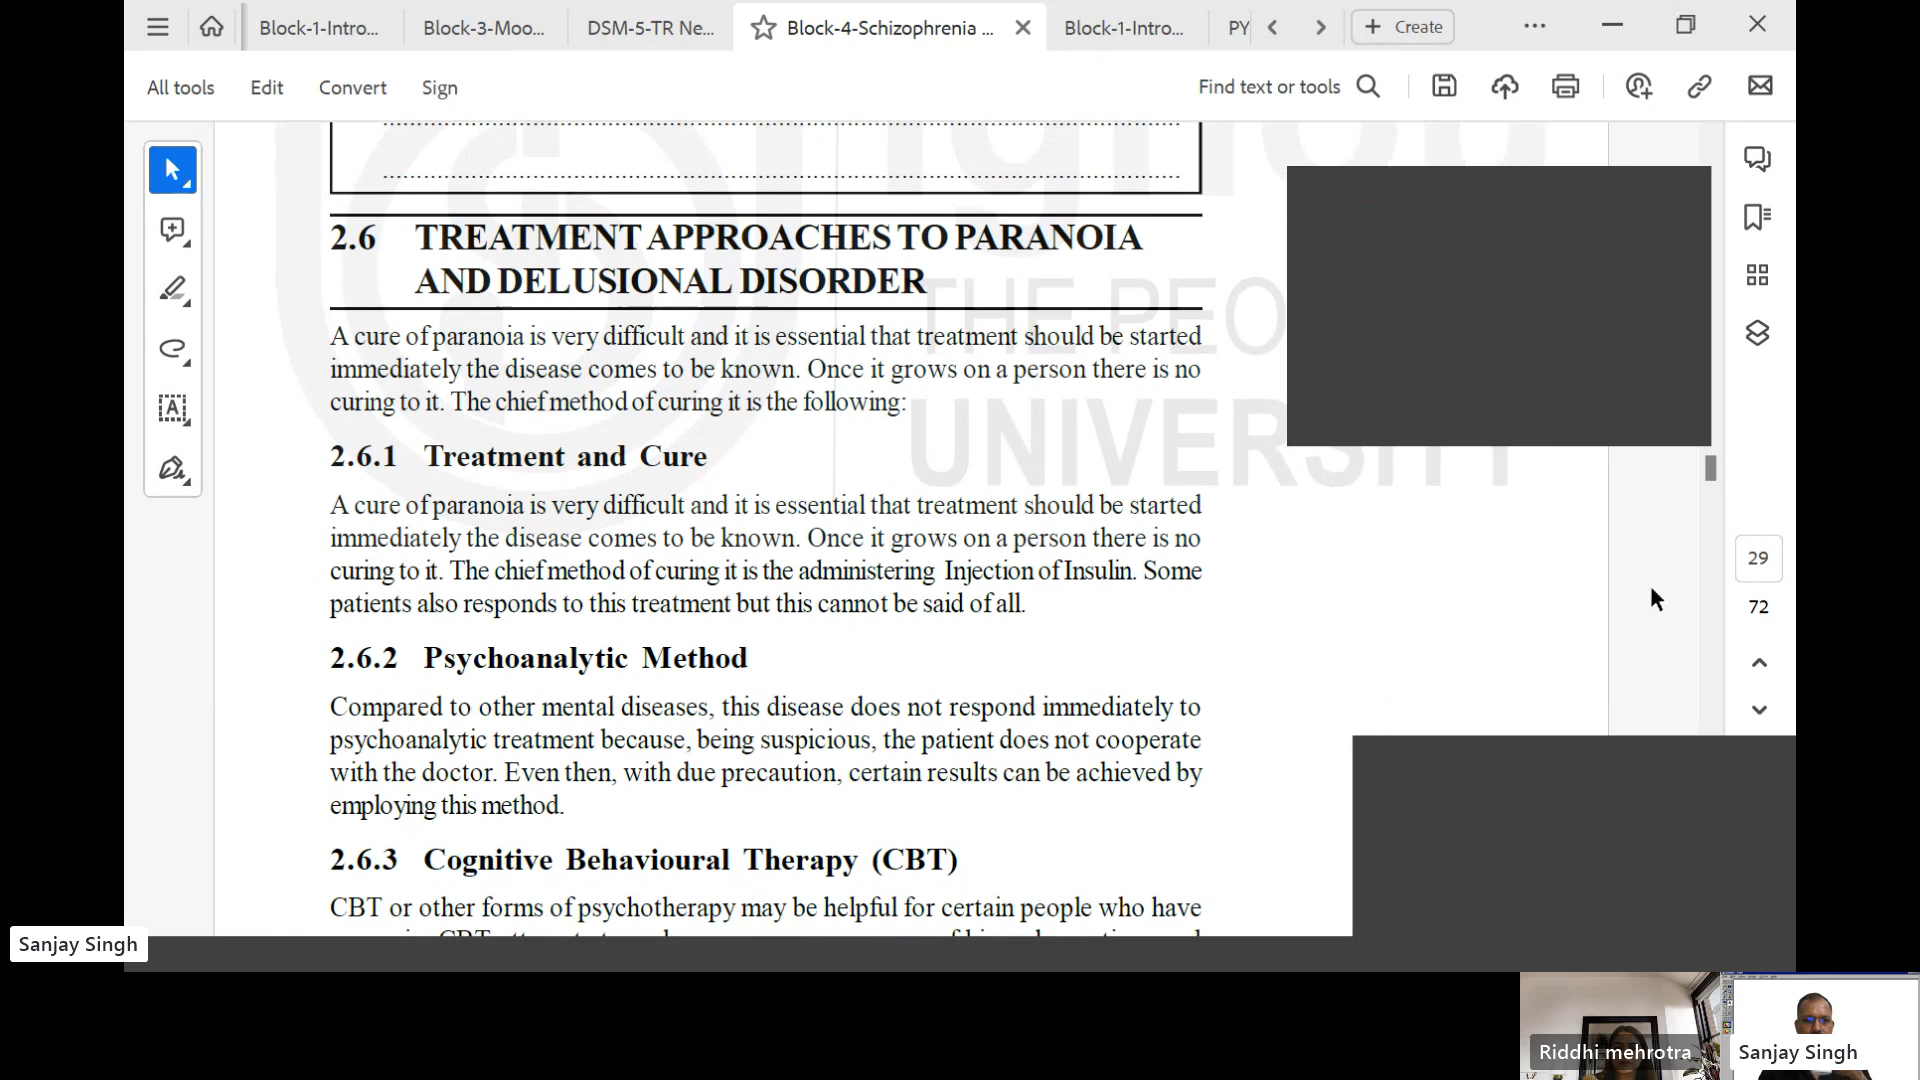 Block-1-Intro... Block-3-Moo... DSM-5-TR Ne... Block-4-Schizophrenia ... Block-1-Intro... PY Create
All tools Edit Convert Sign Find text or tools
ignou
2.6 TREATMENT APPROACHES TO PARANOIA
AND DELUSIONAL DISORDER
THE PEO
A cure of paranoia is very difficult and it is essential that treatment should be started
immediately the disease comes to be known. Once it grows on a person there is no
curing to it. The chief method of curing it is the following:
UNIVERSITY
2.6.1 Treatment and Cure
A cure of paranoia is very difficult and it is essential that treatment should be started
immediately the disease comes to be known. Once it grows on a person there is no
curing to it. The chief method of curing it is the administering Injection of Insulin. Some
patients also responds to this treatment but this cannot be said of all.
29
72
2.6.2 Psychoanalytic Method
Compared to other mental diseases, this disease does not respond immediately to
psychoanalytic treatment because, being suspicious, the patient does not cooperate
with the doctor. Even then, with due precaution, certain results can be achieved by
employing this method.
2.6.3 Cognitive Behavioural Therapy (CBT)
CBT or other forms of psychotherapy may be helpful for certain people who have
Sanjay Singh
Riddhi mehrotra
Sanjay Singh